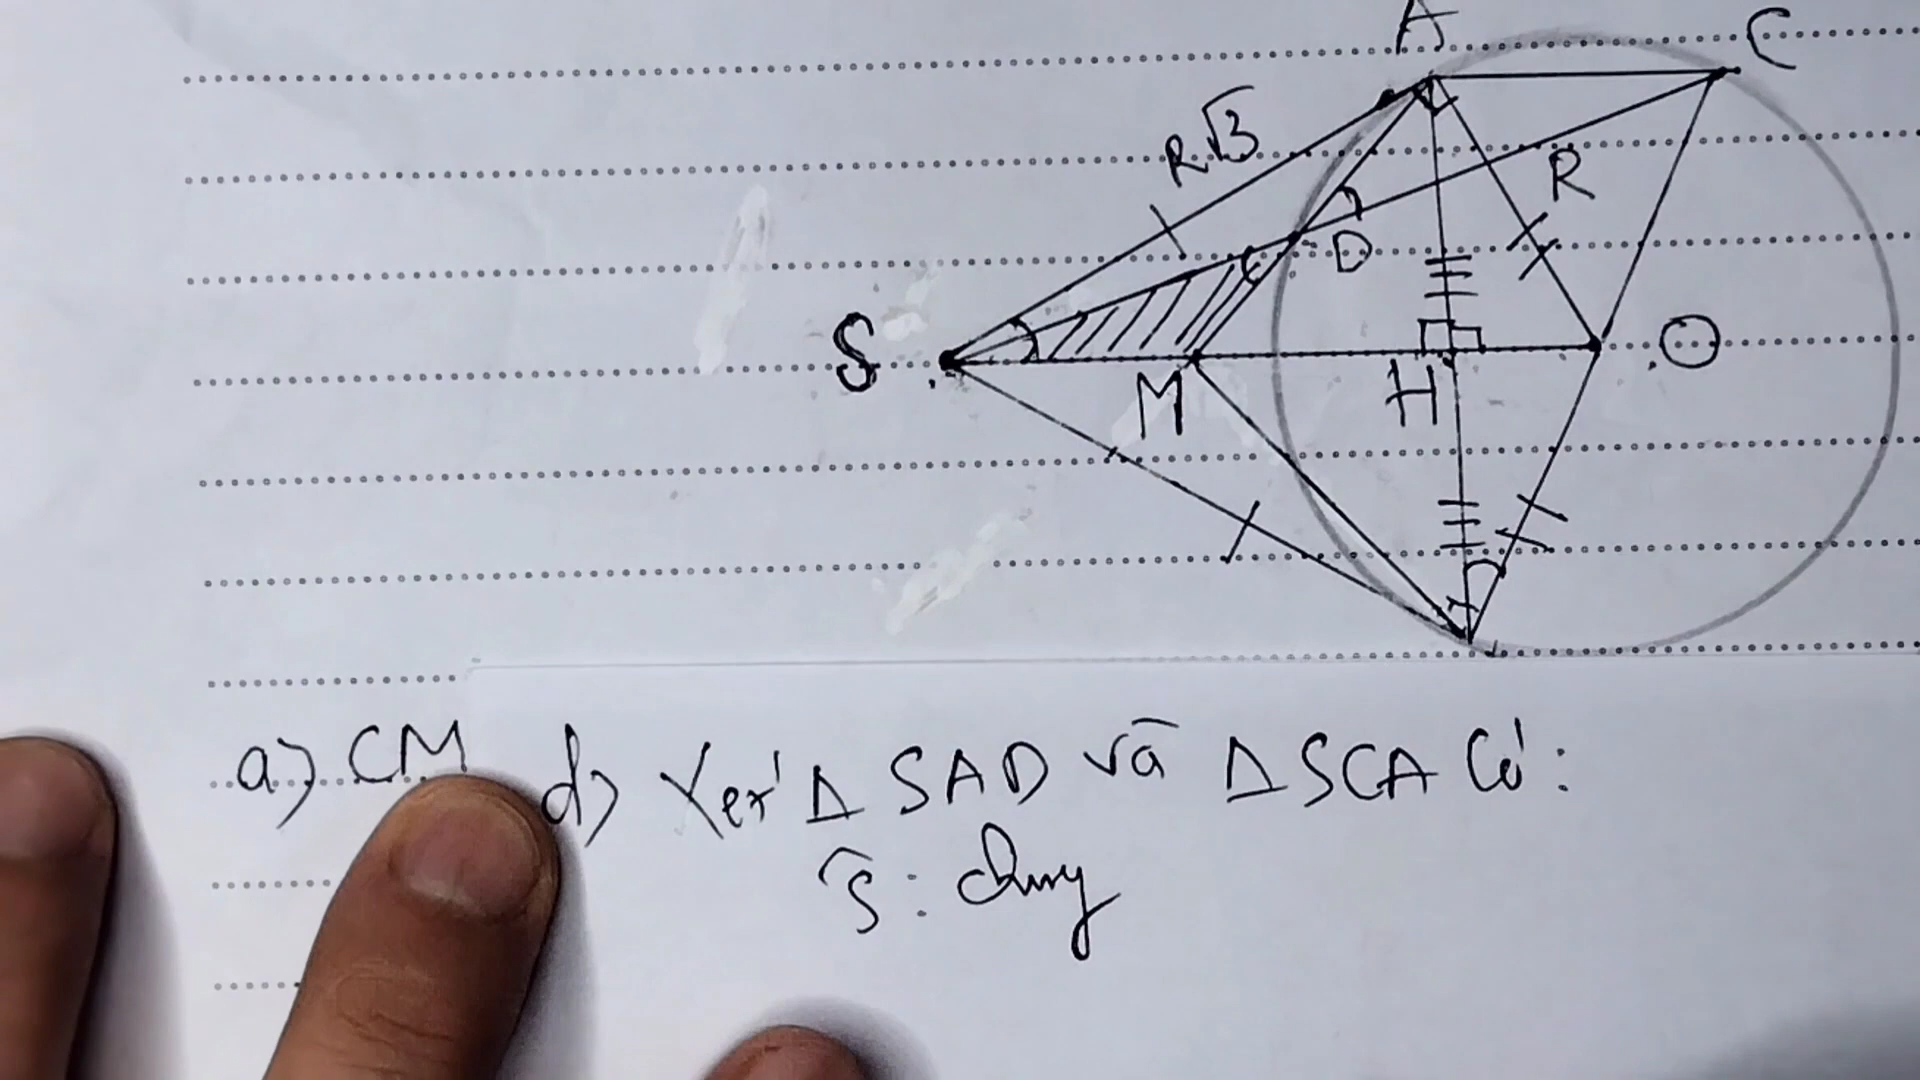 A
C
R√3
R
D
S
M
H
O
a) CM
d) Xét Δ SAD và Δ SCA có:
Ŝ: chung